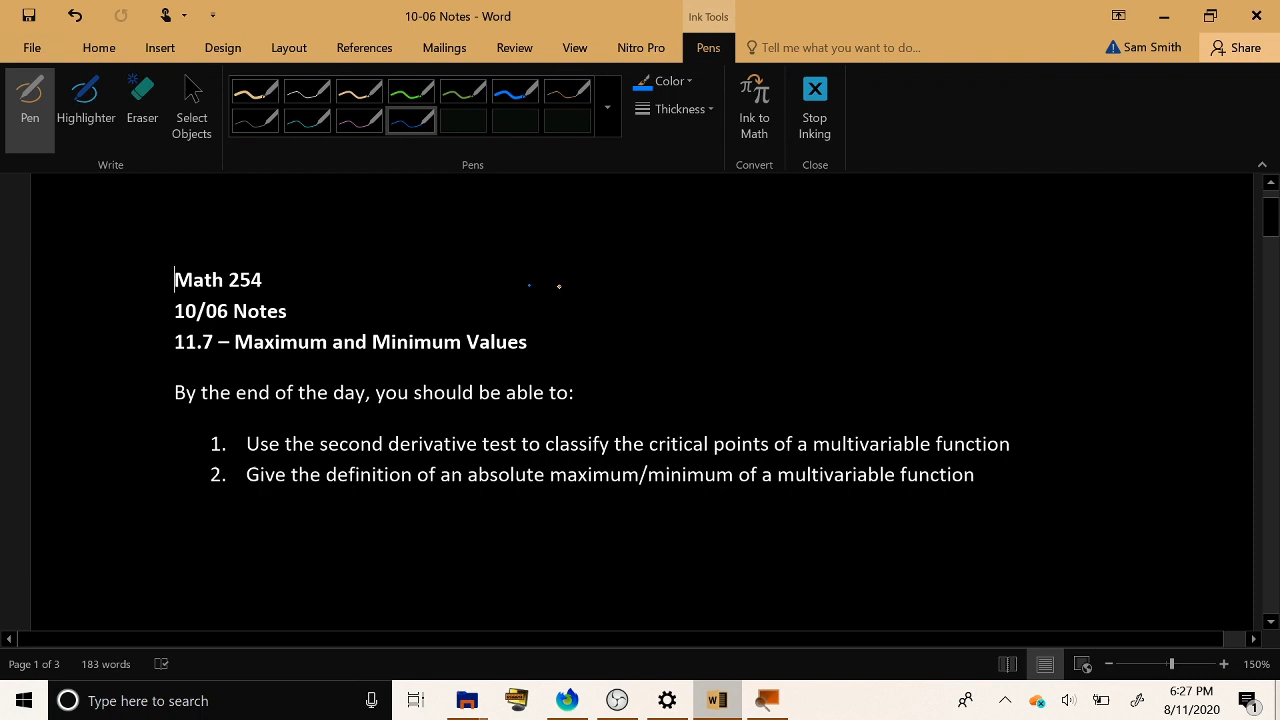 10-06 Notes - Word
Ink Tools
File Home Insert Design Layout References Mailings Review View Nitro Pro Pens Tell me what you want to do... Sam Smith Share
Pen Highlighter Eraser Select Objects
Color
Thickness
Ink to Math
Stop Inking
Write Pens Convert Close
Math 254
10/06 Notes
11.7 – Maximum and Minimum Values
By the end of the day, you should be able to:
1. Use the second derivative test to classify the critical points of a multivariable function
2. Give the definition of an absolute maximum/minimum of a multivariable function
Page 1 of 3 183 words 150%
Type here to search
6:27 PM
8/11/2020
1